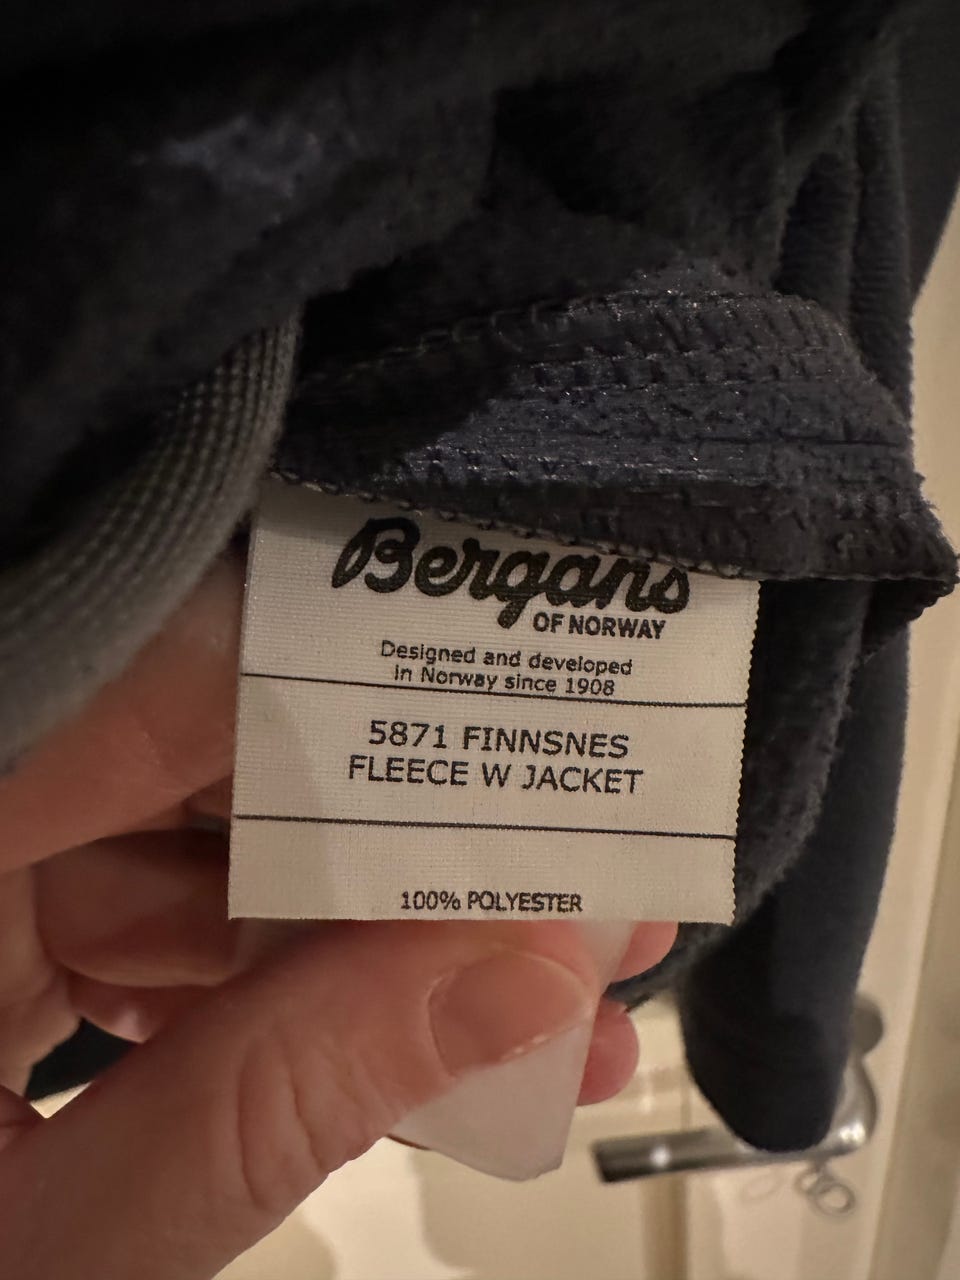 Bergans
OF NORWAY
Designed and developed
in Norway since 1908
5871 FINNSNES
FLEECE W JACKET
100% POLYESTER